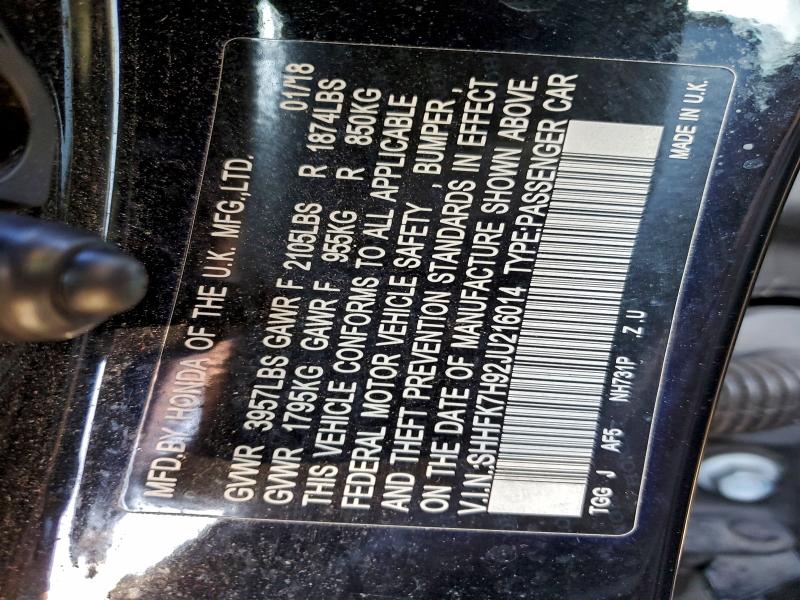 MFD.BY HONDA OF THE U.K. MFG.,LTD. 01/18
GVWR 3957LBS GAWR F 2105LBS R 1874LBS
GVWR 1795KG GAWR F 955KG R 850KG
THIS VEHICLE CONFORMS TO ALL APPLICABLE
FEDERAL MOTOR VEHICLE SAFETY , BUMPER ,
AND THEFT PREVENTION STANDARDS IN EFFECT
ON THE DATE OF MANUFACTURE SHOWN ABOVE.
V.I.N.:SHHFK7H92JU216014 TYPE:PASSENGER CAR
TGG J AF5 NH731P .Z U
MADE IN U.K.